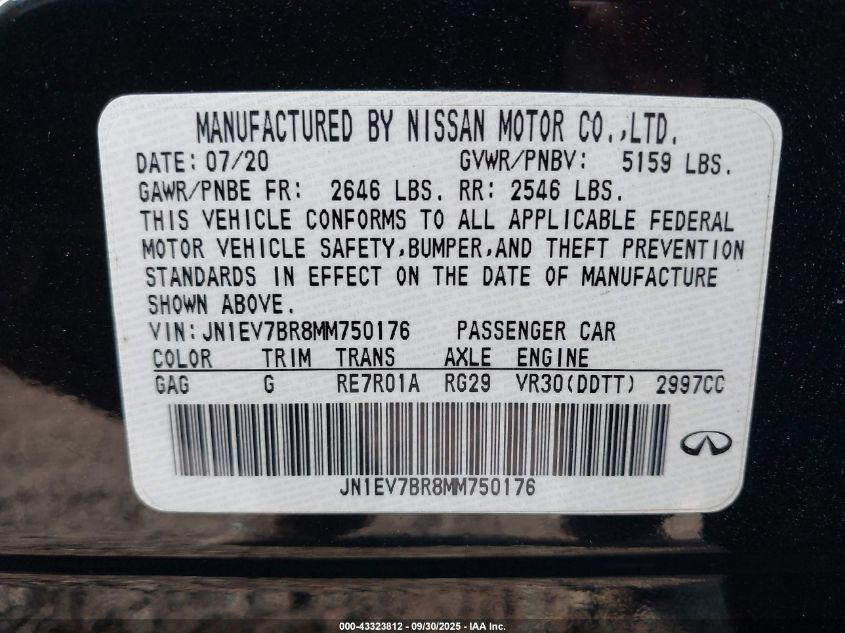 MANUFACTURED BY NISSAN MOTOR CO.,LTD.
DATE: 07/20 GVWR/PNBV: 5159 LBS.
GAWR/PNBE FR: 2646 LBS. RR: 2546 LBS.
THIS VEHICLE CONFORMS TO ALL APPLICABLE FEDERAL
MOTOR VEHICLE SAFETY,BUMPER,AND THEFT PREVENTION
STANDARDS IN EFFECT ON THE DATE OF MANUFACTURE
SHOWN ABOVE.
VIN: JN1EV7BR8MM750176 PASSENGER CAR
COLOR TRIM TRANS AXLE ENGINE
GAG G RE7R01A RG29 VR30(DDTT) 2997CC
JN1EV7BR8MM750176
000-43323812 - 09/30/2025 - IAA Inc.